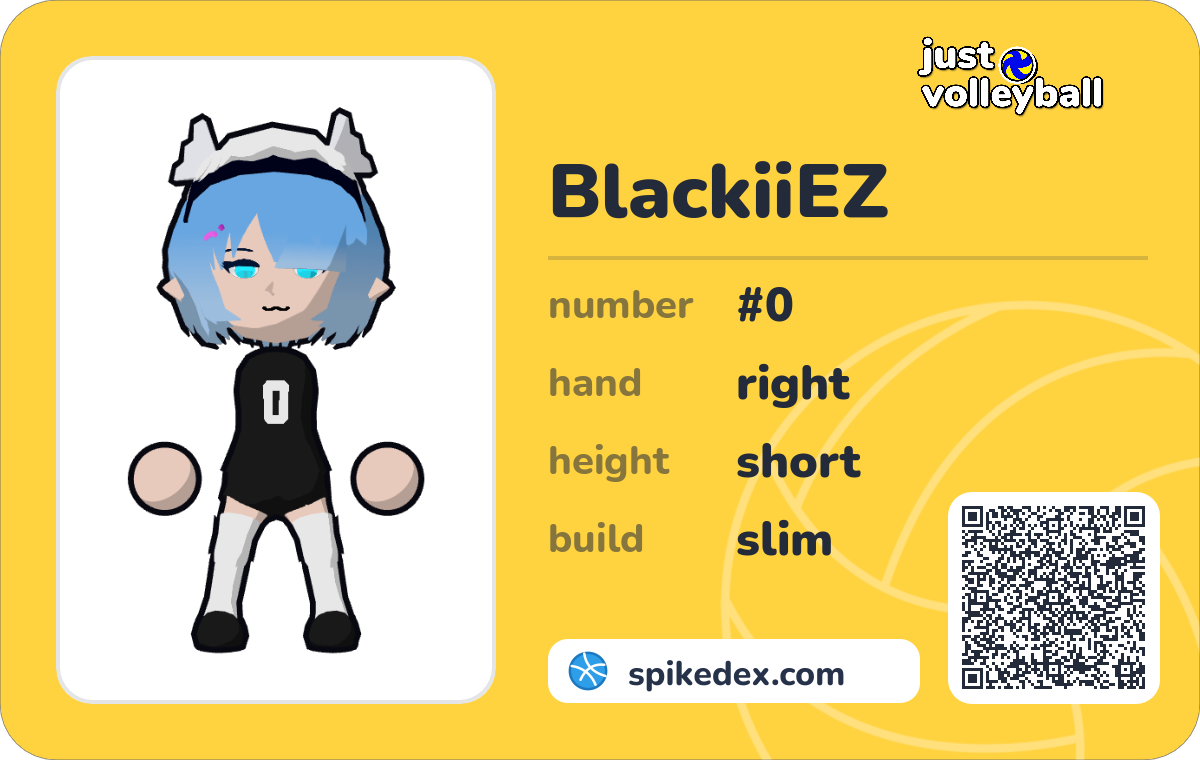 just
volleyball
BlackiiEZ
number #0
hand right
height short
build slim
0
spikedex.com